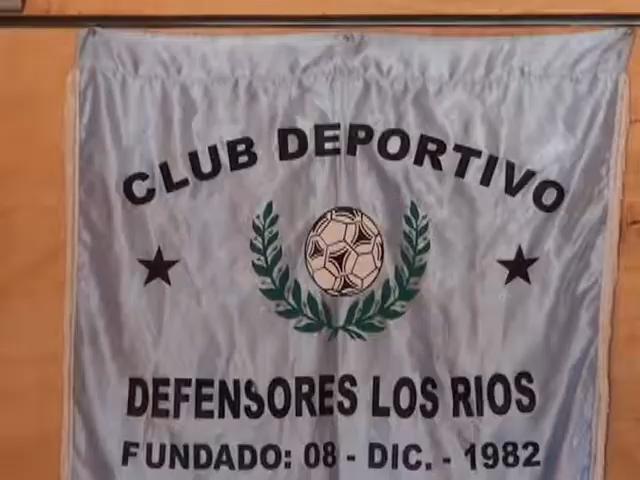 CLUB DEPORTIVO
DEFENSORES LOS RIOS
FUNDADO: 08 - DIC. - 1982